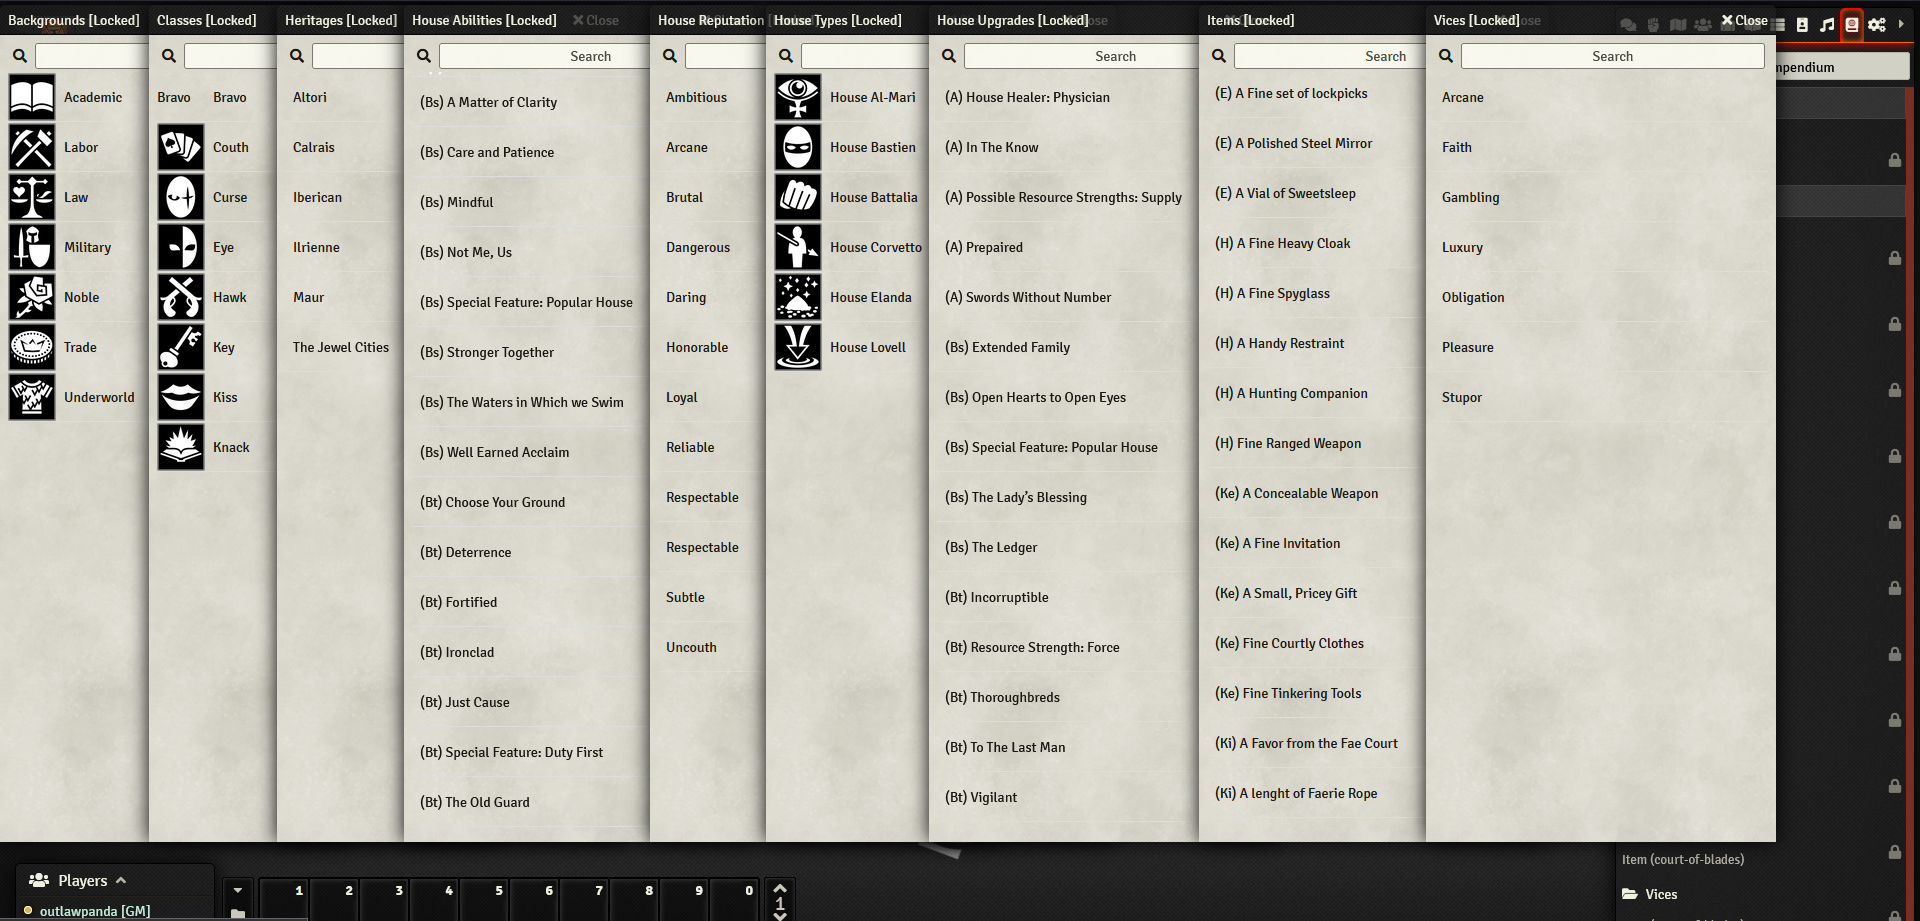 Backgrounds [Locked]
Academic
Labor
Law
Military
Noble
Trade
Underworld
Classes [Locked]
Bravo Bravo
Couth
Curse
Eye
Hawk
Key
Kiss
Knack
Heritages [Locked]
Altori
Calrais
Iberican
Ilrienne
Maur
The Jewel Cities
House Abilities [Locked]
Close
Search
(Bs) A Matter of Clarity
(Bs) Care and Patience
(Bs) Mindful
(Bs) Not Me, Us
(Bs) Special Feature: Popular House
(Bs) Stronger Together
(Bs) The Waters in Which we Swim
(Bs) Well Earned Acclaim
(Bt) Choose Your Ground
(Bt) Deterrence
(Bt) Fortified
(Bt) Ironclad
(Bt) Just Cause
(Bt) Special Feature: Duty First
(Bt) The Old Guard
House Reputation
Ambitious
Arcane
Brutal
Dangerous
Daring
Honorable
Loyal
Reliable
Respectable
Respectable
Subtle
Uncouth
House Types [Locked]
House Al-Mari
House Bastien
House Battalia
House Corvetto
House Elanda
House Lovell
House Upgrades [Locked]
Search
(A) House Healer: Physician
(A) In The Know
(A) Possible Resource Strengths: Supply
(A) Prepaired
(A) Swords Without Number
(Bs) Extended Family
(Bs) Open Hearts to Open Eyes
(Bs) Special Feature: Popular House
(Bs) The Lady's Blessing
(Bs) The Ledger
(Bt) Incorruptible
(Bt) Resource Strength: Force
(Bt) Thoroughbreds
(Bt) To The Last Man
(Bt) Vigilant
Items [Locked]
Search
(E) A Fine set of lockpicks
(E) A Polished Steel Mirror
(E) A Vial of Sweetsleep
(H) A Fine Heavy Cloak
(H) A Fine Spyglass
(H) A Handy Restraint
(H) A Hunting Companion
(H) Fine Ranged Weapon
(Ke) A Concealable Weapon
(Ke) A Fine Invitation
(Ke) A Small, Pricey Gift
(Ke) Fine Courtly Clothes
(Ke) Fine Tinkering Tools
(Ki) A Favor from the Fae Court
(Ki) A lenght of Faerie Rope
Vices [Locked]
Close
Search
Arcane
Faith
Gambling
Luxury
Obligation
Pleasure
Stupor
mpendium
Item (court-of-blades)
Vices
Players
outlawpanda [GM]
1 2 3 4 5 6 7 8 9 0
1